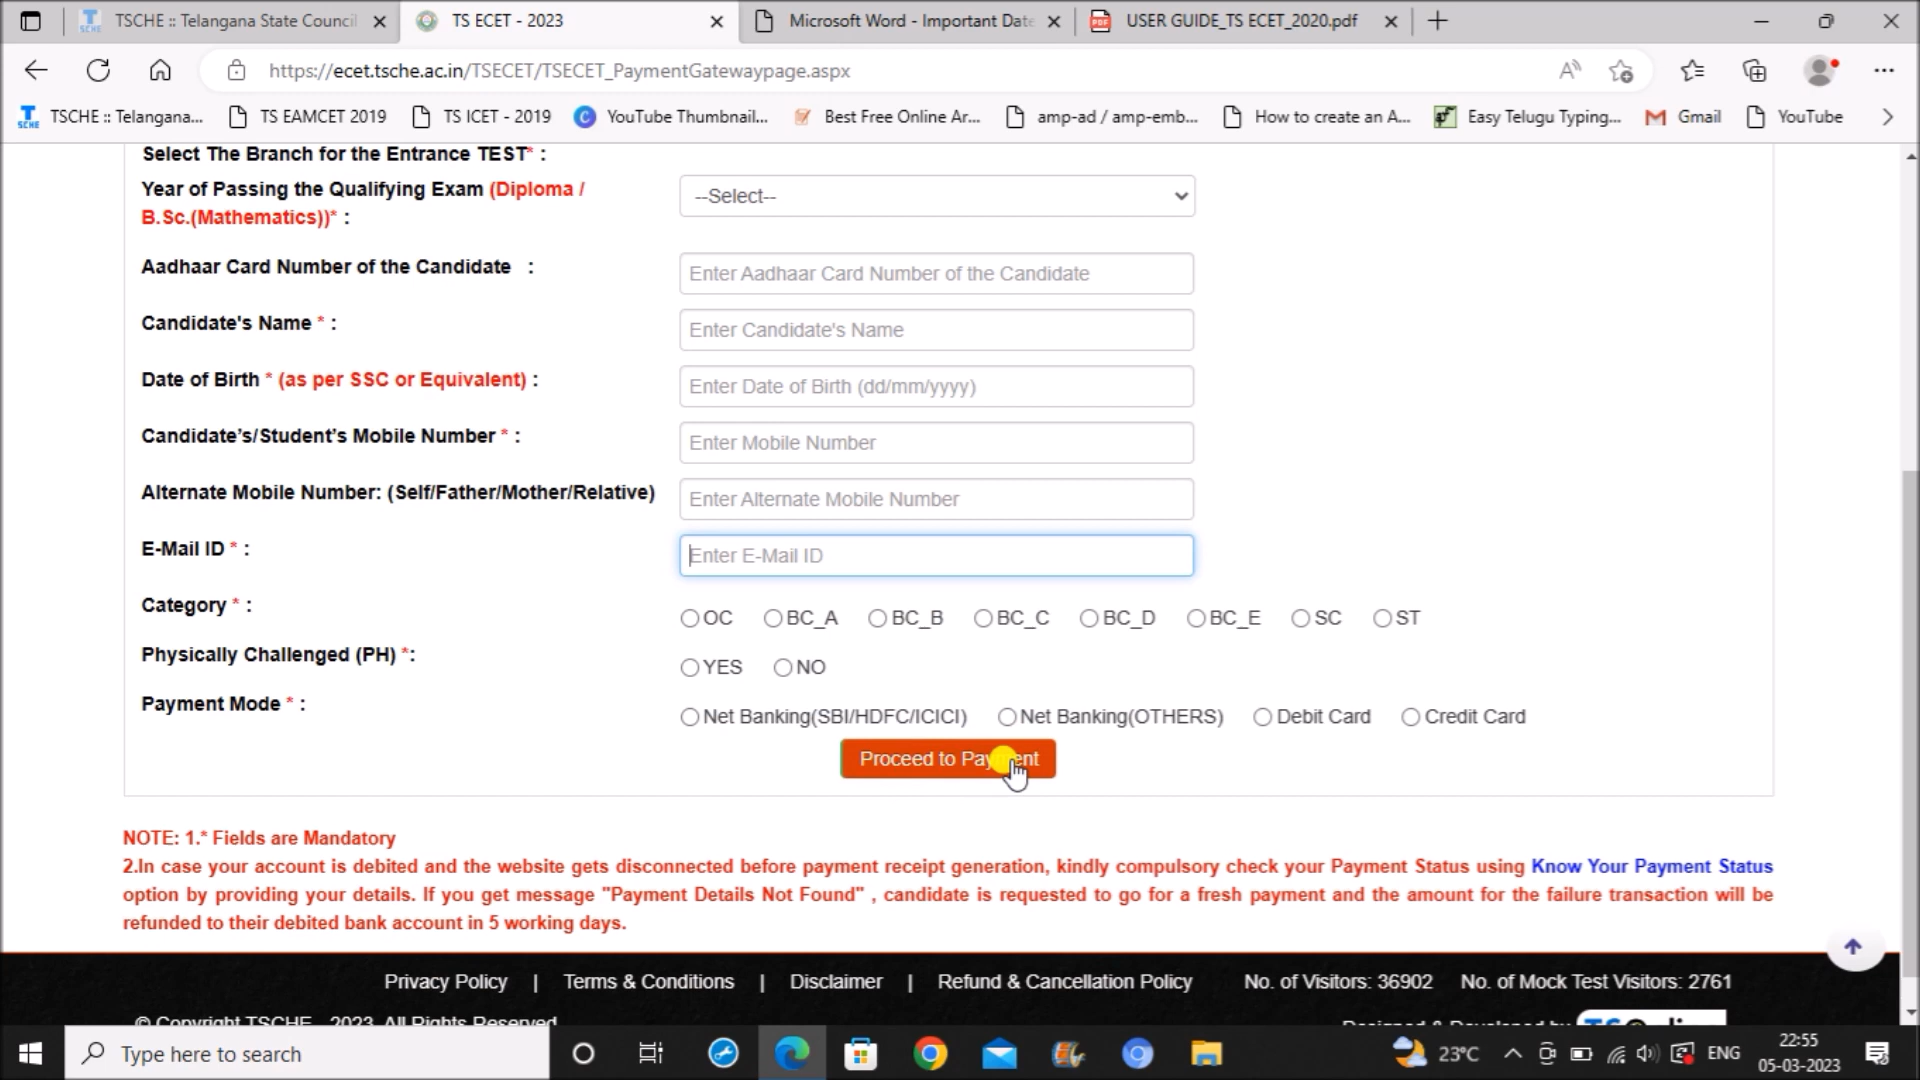 TSCHE :: Telangana State Council
TS ECET - 2023
Microsoft Word - Important Date
USER GUIDE_TS ECET_2020.pdf
https://ecet.tsche.ac.in/TSECET/TSECET_PaymentGatewaypage.aspx
TSCHE :: Telangana...
TS EAMCET 2019
TS ICET - 2019
YouTube Thumbnail...
Best Free Online Ar...
amp-ad / amp-emb...
How to create an A...
Easy Telugu Typing...
Gmail
YouTube
Select The Branch for the Entrance TEST* :
Year of Passing the Qualifying Exam (Diploma /
B.Sc.(Mathematics))* :
--Select--
Aadhaar Card Number of the Candidate :
Enter Aadhaar Card Number of the Candidate
Candidate's Name * :
Enter Candidate's Name
Date of Birth * (as per SSC or Equivalent) :
Enter Date of Birth (dd/mm/yyyy)
Candidate’s/Student’s Mobile Number * :
Enter Mobile Number
Alternate Mobile Number: (Self/Father/Mother/Relative)
Enter Alternate Mobile Number
E-Mail ID * :
Enter E-Mail ID
Category * :
OC BC_A BC_B BC_C BC_D BC_E SC ST
Physically Challenged (PH) *:
YES NO
Payment Mode * :
Net Banking(SBI/HDFC/ICICI) Net Banking(OTHERS) Debit Card Credit Card
Proceed to Payment
NOTE: 1.* Fields are Mandatory
2.In case your account is debited and the website gets disconnected before payment receipt generation, kindly compulsory check your Payment Status using Know Your Payment Status
option by providing your details. If you get message "Payment Details Not Found" , candidate is requested to go for a fresh payment and the amount for the failure transaction will be
refunded to their debited bank account in 5 working days.
Privacy Policy | Terms & Conditions | Disclaimer | Refund & Cancellation Policy No. of Visitors: 36902 No. of Mock Test Visitors: 2761
© Copyright TSCHE 2023 All Rights Reserved
Designed & Developed by
Type here to search
23°C
ENG
22:55
05-03-2023